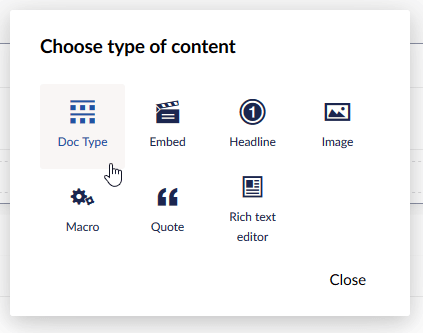 Choose type of content
Doc Type
Embed
Headline
Image
Macro
Quote
Rich text
editor
Close